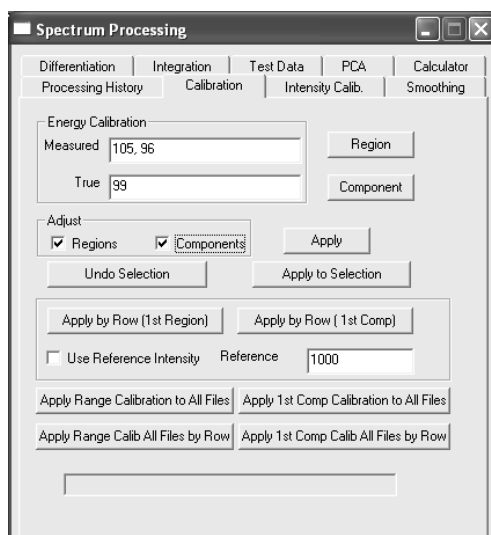 Spectrum Processing
Differentiation Integration Test Data PCA Calculator
Processing History Calibration Intensity Calib. Smoothing
Energy Calibration
Measured 105, 96 Region
True 99 Component
Adjust
Regions Components Apply
Undo Selection Apply to Selection
Apply by Row (1st Region) Apply by Row ( 1st Comp)
Use Reference Intensity Reference 1000
Apply Range Calibration to All Files Apply 1st Comp Calibration to All Files
Apply Range Calib All Files by Row Apply 1st Comp Calib All Files by Row